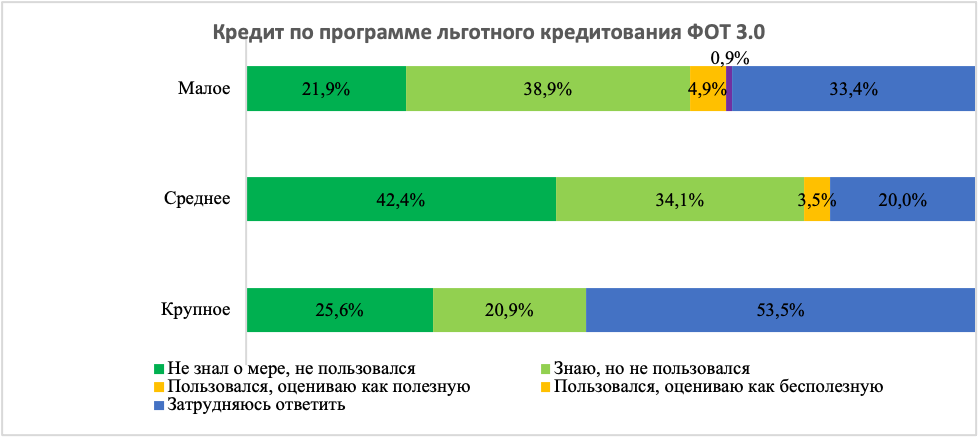 Кредит по программе льготного кредитования ФОТ 3.0
0,9%
Малое 21,9% 38,9% 4,9% 33,4%
Среднее 42,4% 34,1% 3,5% 20,0%
Крупное 25,6% 20,9% 53,5%
Не знал о мере, не пользовался Знаю, но не пользовался
Пользовался, оцениваю как полезную Пользовался, оцениваю как бесполезную
Затрудняюсь ответить